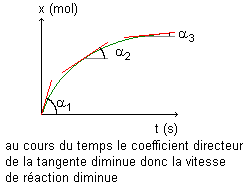 x (mol)
α3
α2
α1
t (s)
au cours du temps le coefficient directeur
de la tangente diminue donc la vitesse
de réaction diminue